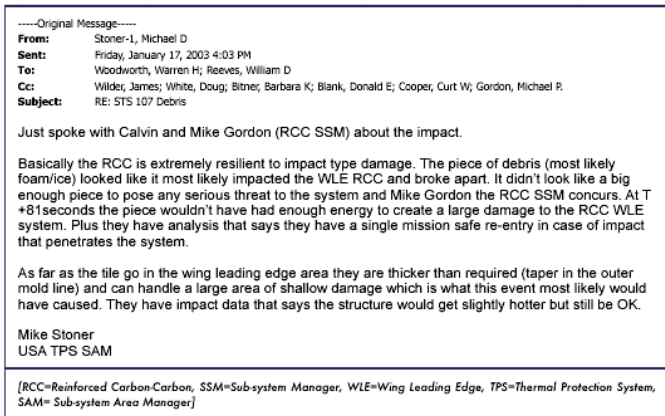 -----Original Message-----
From: Stoner-1, Michael D
Sent: Friday, January 17, 2003 4:03 PM
To: Woodworth, Warren H; Reeves, William D
Cc: Wilder, James; White, Doug; Bitner, Barbara K; Blank, Donald E; Cooper, Curt W; Gordon, Michael P.
Subject: RE: STS 107 Debris
Just spoke with Calvin and Mike Gordon (RCC SSM) about the impact.
Basically the RCC is extremely resilient to impact type damage. The piece of debris (most likely
foam/ice) looked like it most likely impacted the WLE RCC and broke apart. It didn't look like a big
enough piece to pose any serious threat to the system and Mike Gordon the RCC SSM concurs. At T
+81seconds the piece wouldn't have had enough energy to create a large damage to the RCC WLE
system. Plus they have analysis that says they have a single mission safe re-entry in case of impact
that penetrates the system.
As far as the tile go in the wing leading edge area they are thicker than required (taper in the outer
mold line) and can handle a large area of shallow damage which is what this event most likely would
have caused. They have impact data that says the structure would get slightly hotter but still be OK.
Mike Stoner
USA TPS SAM
[RCC=Reinforced Carbon-Carbon, SSM=Sub-system Manager, WLE=Wing Leading Edge, TPS=Thermal Protection System,
SAM= Sub-system Area Manager]